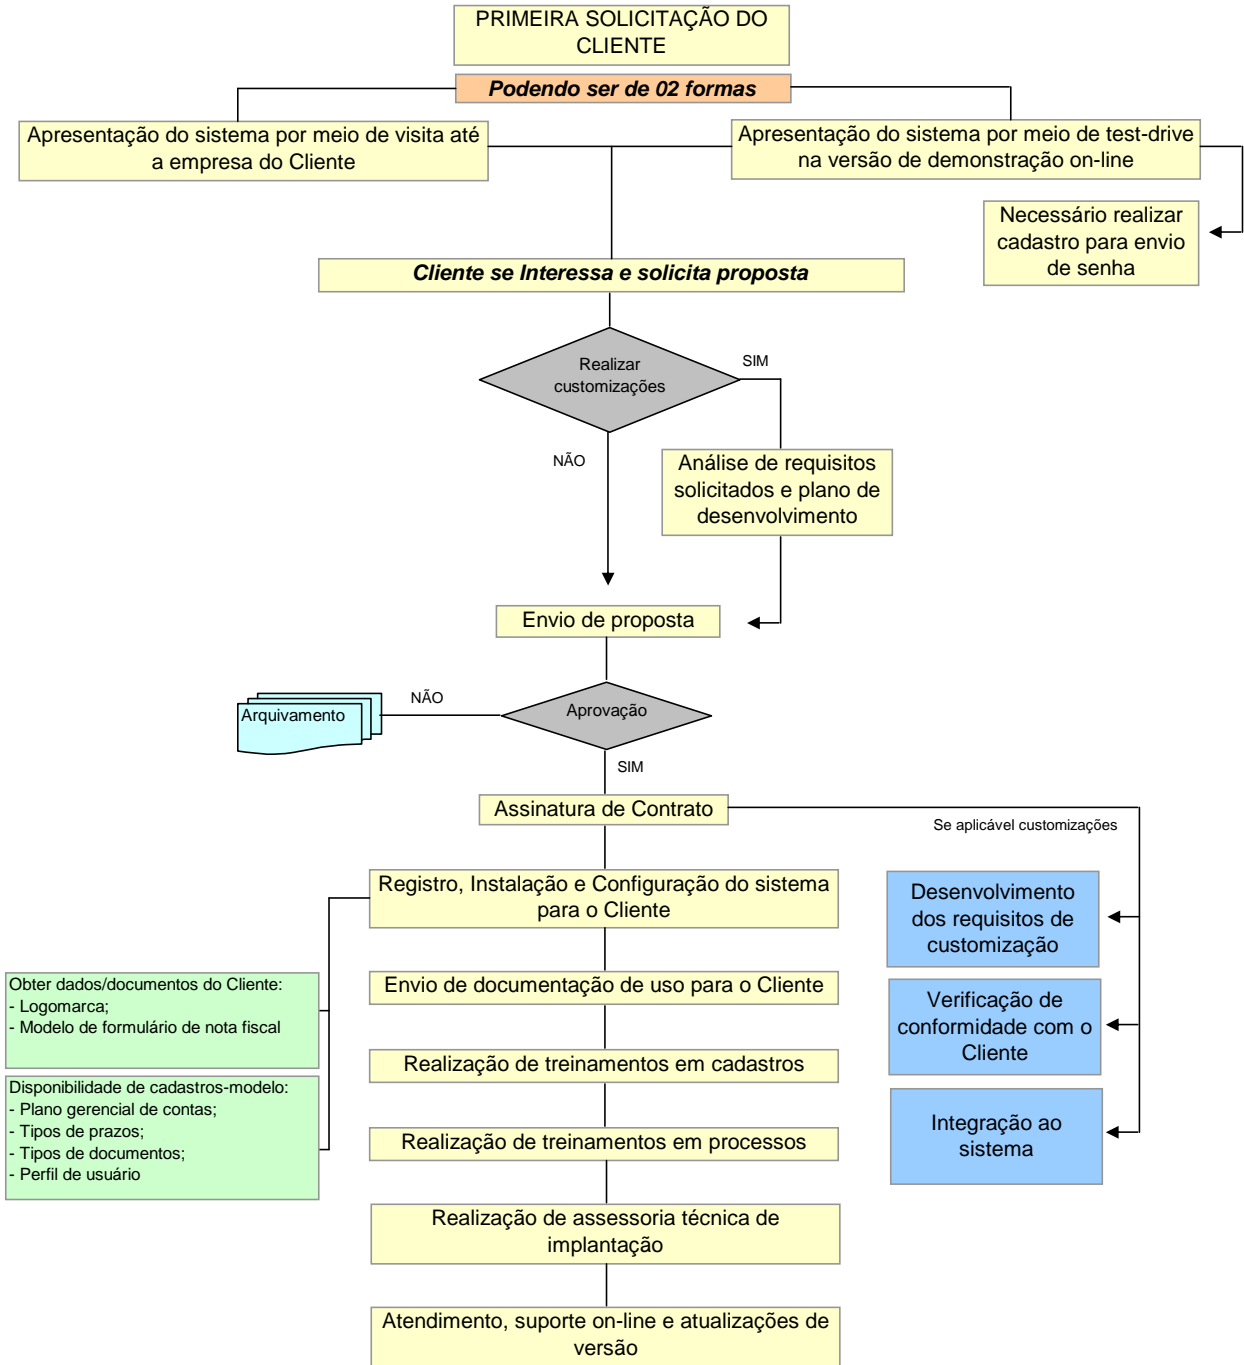 PRIMEIRA SOLICITAÇÃO DO
CLIENTE
Podendo ser de 02 formas
Apresentação do sistema por meio de visita até
a empresa do Cliente
Apresentação do sistema por meio de test-drive
na versão de demonstração on-line
Necessário realizar
cadastro para envio
de senha
Cliente se Interessa e solicita proposta
Realizar
customizações
SIM
NÃO
Análise de requisitos
solicitados e plano de
desenvolvimento
Envio de proposta
Aprovação
NÃO
Arquivamento
SIM
Assinatura de Contrato
Se aplicável customizações
Registro, Instalação e Configuração do sistema
para o Cliente
Desenvolvimento
dos requisitos de
customização
Obter dados/documentos do Cliente:
- Logomarca;
- Modelo de formulário de nota fiscal
Envio de documentação de uso para o Cliente
Verificação de
conformidade com o
Cliente
Realização de treinamentos em cadastros
Disponibilidade de cadastros-modelo:
- Plano gerencial de contas;
- Tipos de prazos;
- Tipos de documentos;
- Perfil de usuário
Realização de treinamentos em processos
Integração ao
sistema
Realização de assessoria técnica de
implantação
Atendimento, suporte on-line e atualizações de
versão